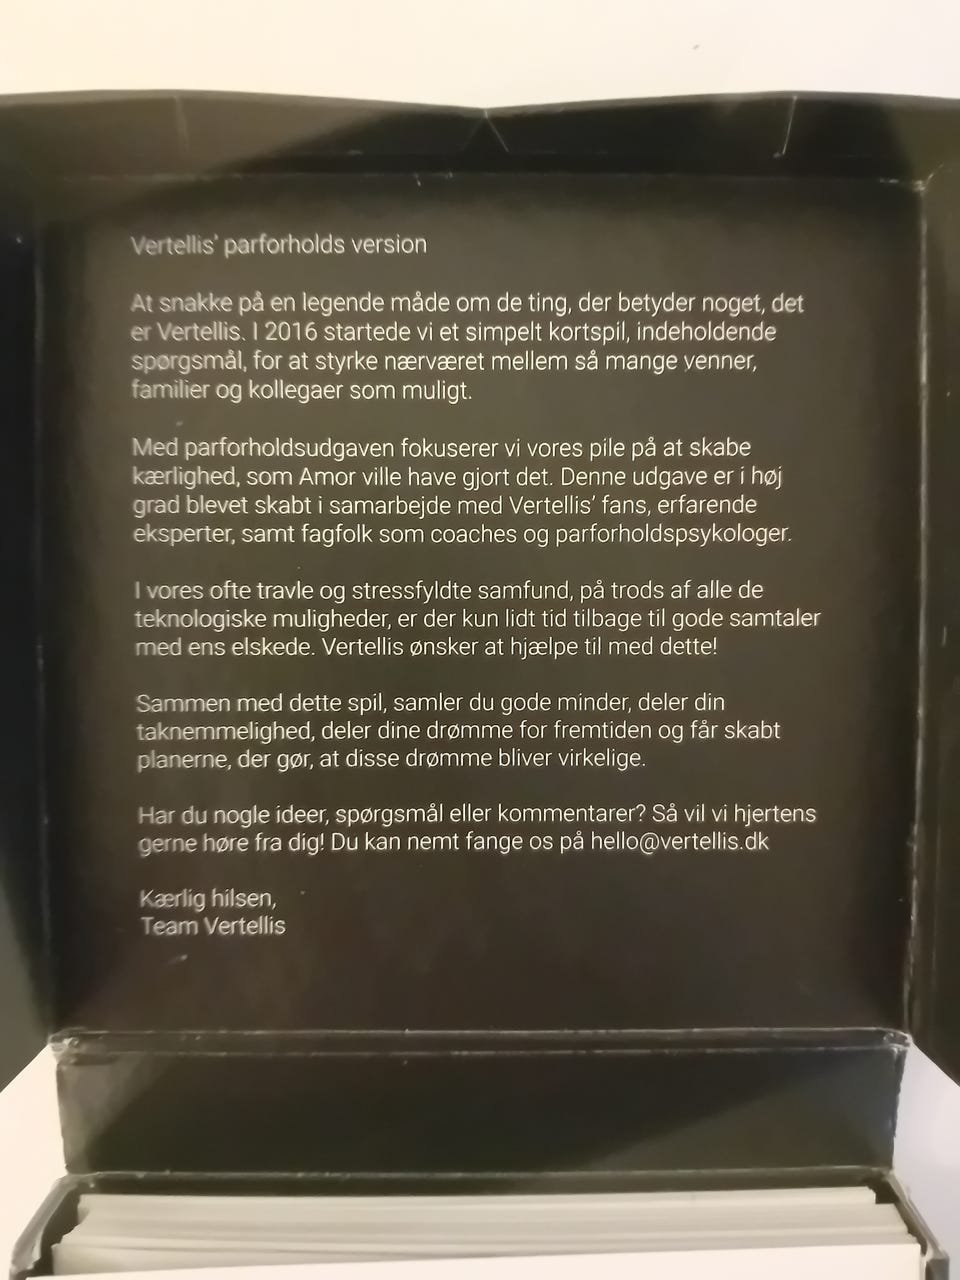 Vertellis' parforholds version
At snakke på en legende måde om de ting, der betyder noget, det
er Vertellis. I 2016 startede vi et simpelt kortspil, indeholdende
spørgsmål, for at styrke nærværet mellem så mange venner,
familier og kollegaer som muligt.
Med parforholdsudgaven fokuserer vi vores pile på at skabe
kærlighed, som Amor ville have gjort det. Denne udgave er i høj
grad blevet skabt i samarbejde med Vertellis' fans, erfarende
eksperter, samt fagfolk som coaches og parforholdspsykologer.
I vores ofte travle og stressfyldte samfund, på trods af alle de
teknologiske muligheder, er der kun lidt tid tilbage til gode samtaler
med ens elskede. Vertellis ønsker at hjælpe til med dette!
Sammen med dette spil, samler du gode minder, deler din
taknemmelighed, deler dine drømme for fremtiden og får skabt
planerne, der gør, at disse drømme bliver virkelige.
Har du nogle ideer, spørgsmål eller kommentarer? Så vil vi hjertens
gerne høre fra dig! Du kan nemt fange os på hello@vertellis.dk
Kærlig hilsen,
Team Vertellis